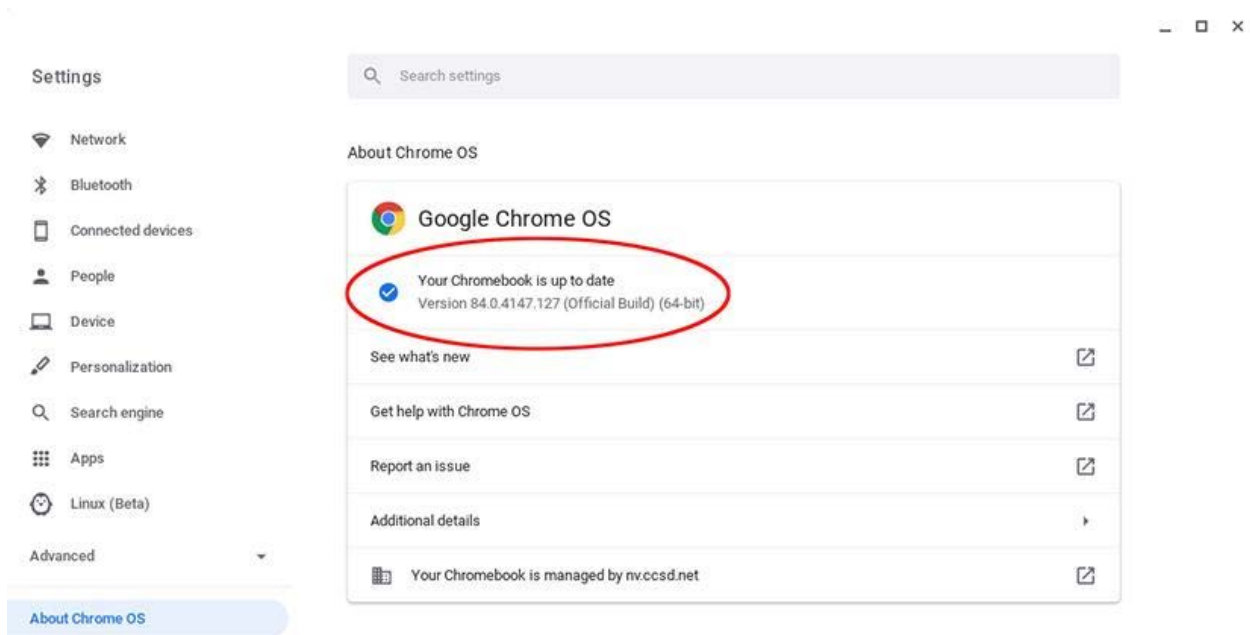 Settings
Search settings
Network
Bluetooth
Connected devices
People
Device
Personalization
Search engine
Apps
Linux (Beta)
Advanced
About Chrome OS
About Chrome OS
Google Chrome OS
Your Chromebook is up to date
Version 84.0.4147.127 (Official Build) (64-bit)
See what's new
Get help with Chrome OS
Report an issue
Additional details
Your Chromebook is managed by nv.ccsd.net